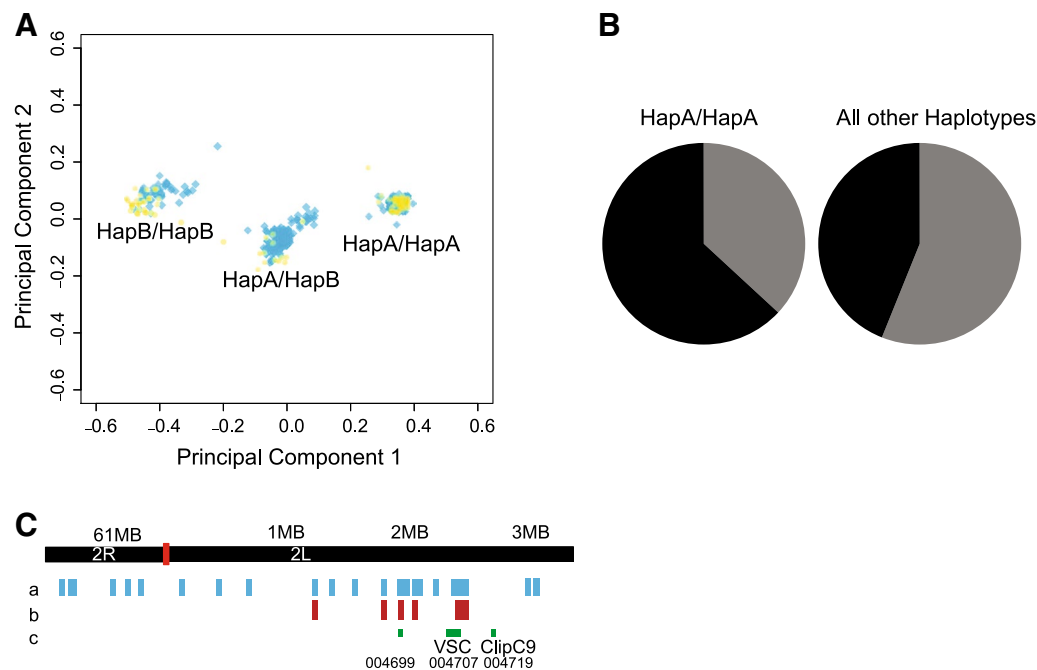 A
0.6
0.4
0.2
0.0
–0.2
–0.4
–0.6
Principal Component 2
HapB/HapB
HapA/HapB
HapA/HapA
–0.6
–0.4
–0.2
0.0
0.2
0.4
0.6
Principal Component 1
B
HapA/HapA
All other Haplotypes
C
61MB
1MB
2MB
3MB
2R
2L
a
b
c
VSC
ClipC9
004699
004707
004719